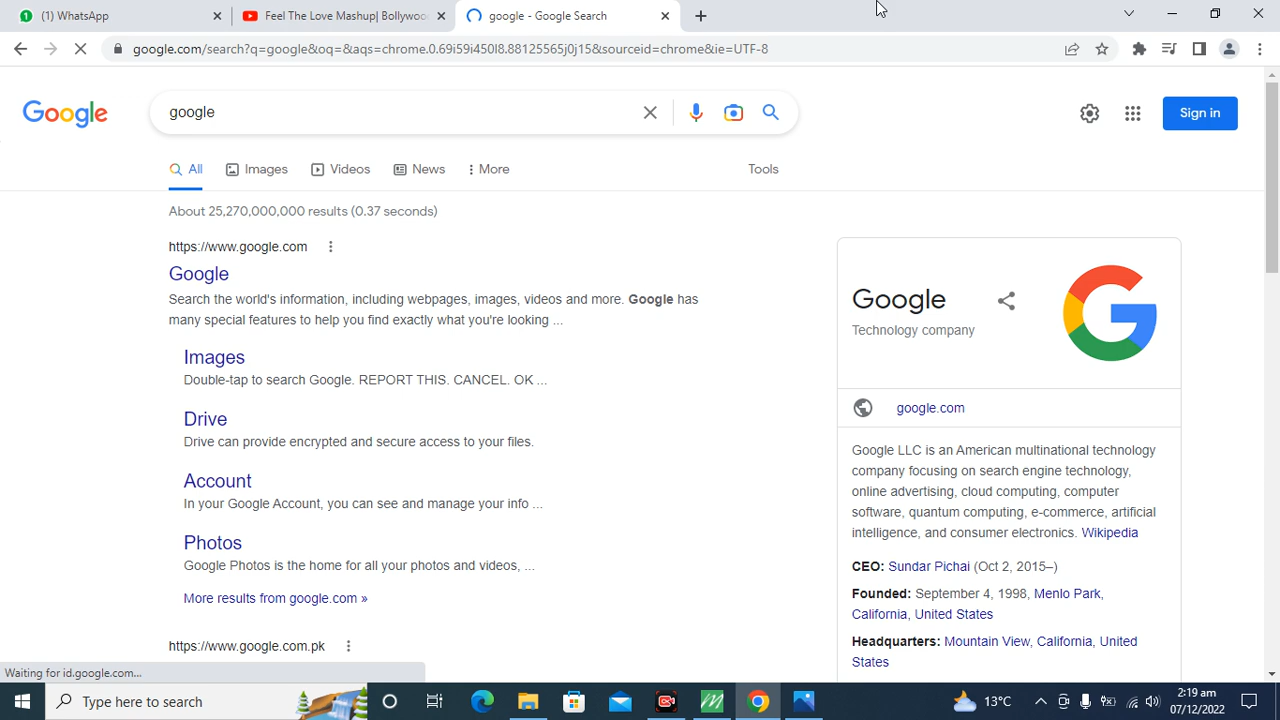 (1) WhatsApp
Feel The Love Mashup| Bollywoo
google - Google Search
google.com/search?q=google&oq=&aqs=chrome.0.69i59i450l8.88125565j0j15&sourceid=chrome&ie=UTF-8
Google
google
Sign in
All
Images
Videos
News
More
Tools
About 25,270,000,000 results (0.37 seconds)
https://www.google.com
Google
Search the world's information, including webpages, images, videos and more. Google has
many special features to help you find exactly what you're looking ...
Images
Double-tap to search Google. REPORT THIS. CANCEL. OK ...
Drive
Drive can provide encrypted and secure access to your files.
Account
In your Google Account, you can see and manage your info ...
Photos
Google Photos is the home for all your photos and videos, ...
More results from google.com »
https://www.google.com.pk
Google
Technology company
google.com
Google LLC is an American multinational technology
company focusing on search engine technology,
online advertising, cloud computing, computer
software, quantum computing, e-commerce, artificial
intelligence, and consumer electronics. Wikipedia
CEO: Sundar Pichai (Oct 2, 2015–)
Founded: September 4, 1998, Menlo Park,
California, United States
Headquarters: Mountain View, California, United
States
Waiting for id.google.com...
Type here to search
13°C
2:19 am
07/12/2022